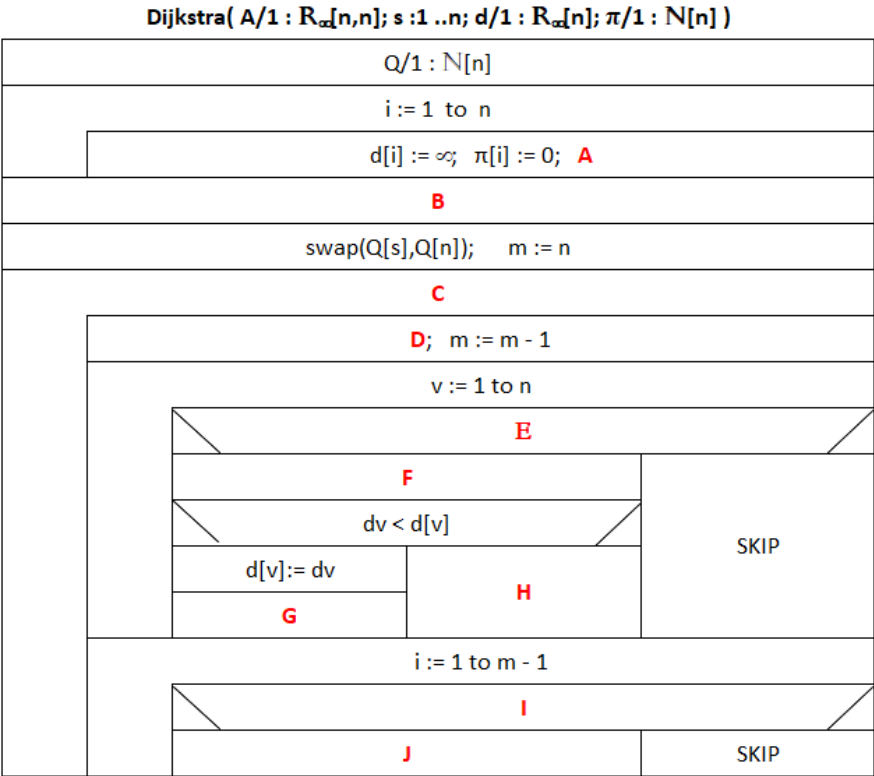 Dijkstra( A/1 : R∞[n,n]; s :1 ..n; d/1 : R∞[n]; π/1 : N[n] )
Q/1 : N[n]
i := 1 to n
d[i] := ∞; π[i] := 0; A
B
swap(Q[s],Q[n]); m := n
C
D; m := m - 1
v := 1 to n
E
F
dv < d[v]
SKIP
d[v]:= dv
H
G
i := 1 to m - 1
I
J SKIP